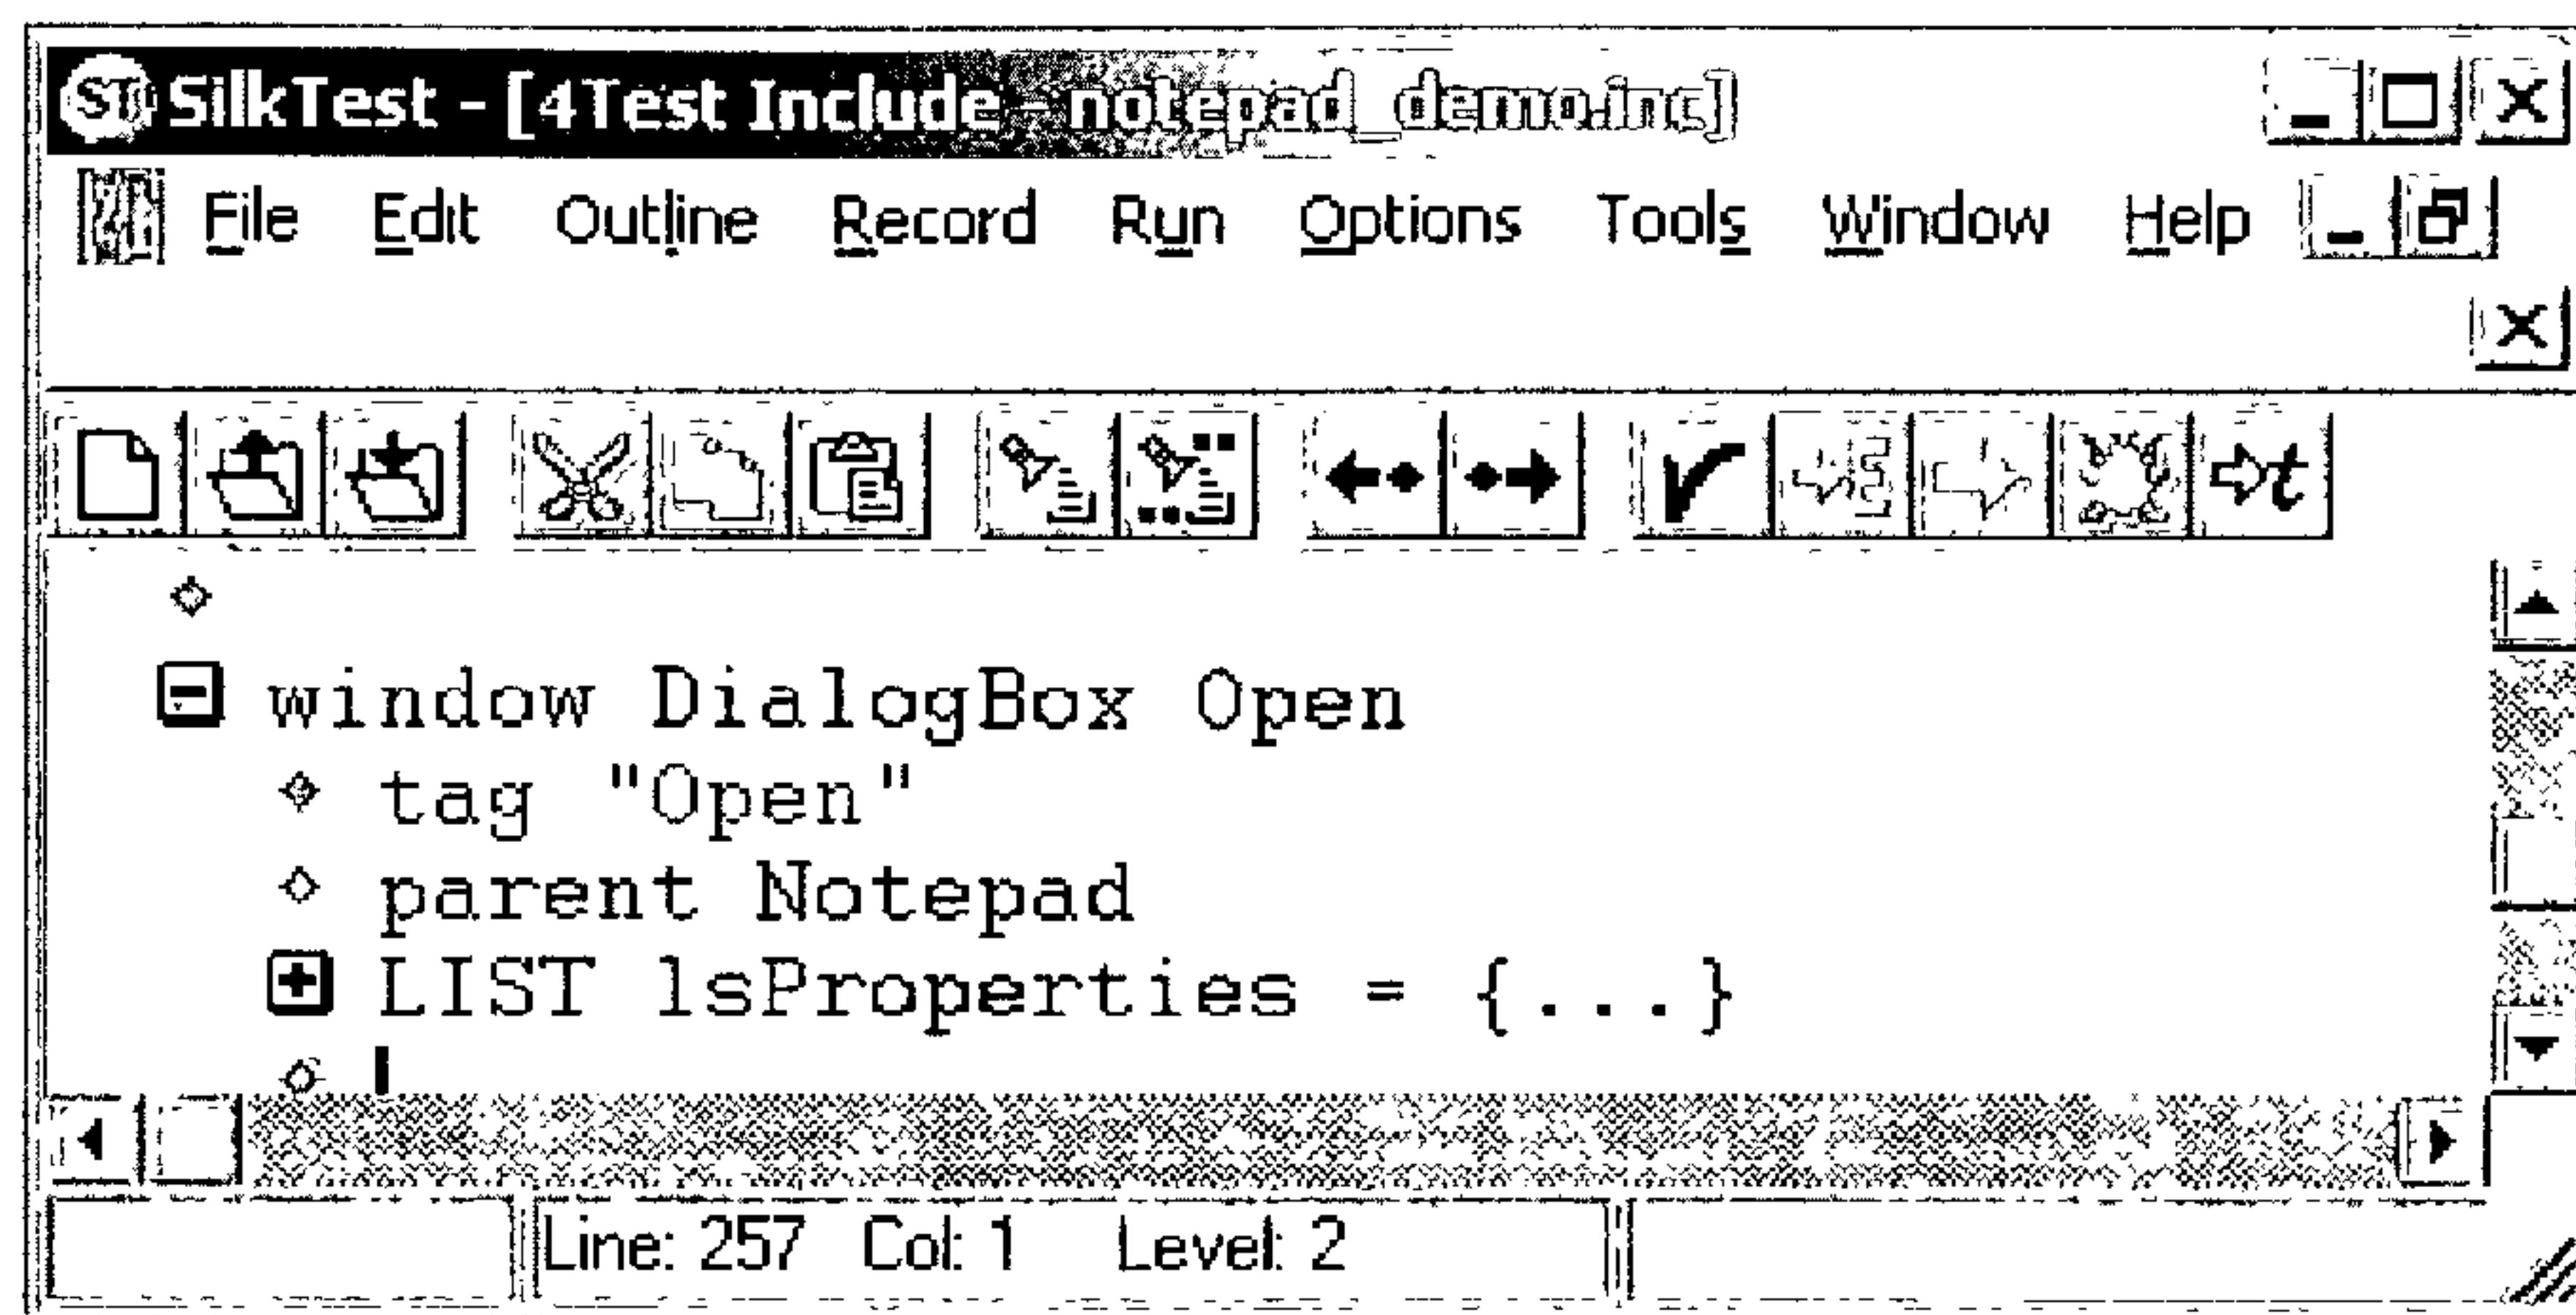 ST SilkTest - [4Test Include - notepad_demo.inc]
File Edit Outline Record Run Options Tools Window Help
window DialogBox Open
tag "Open"
parent Notepad
LIST lsProperties = {...}
Line: 257 Col: 1 Level: 2